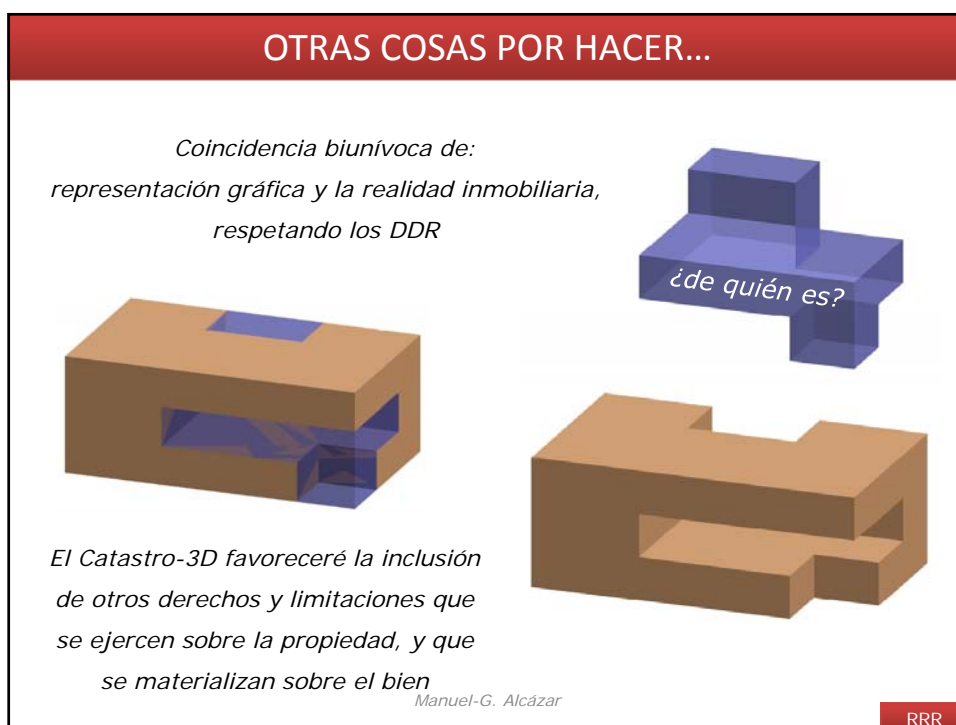 OTRAS COSAS POR HACER...
Coincidencia biunívoca de:
representación gráfica y la realidad inmobiliaria,
respetando los DDR
¿de quién es?
El Catastro-3D favoreceré la inclusión
de otros derechos y limitaciones que
se ejercen sobre la propiedad, y que
se materializan sobre el bien
Manuel-G. Alcázar
RRR